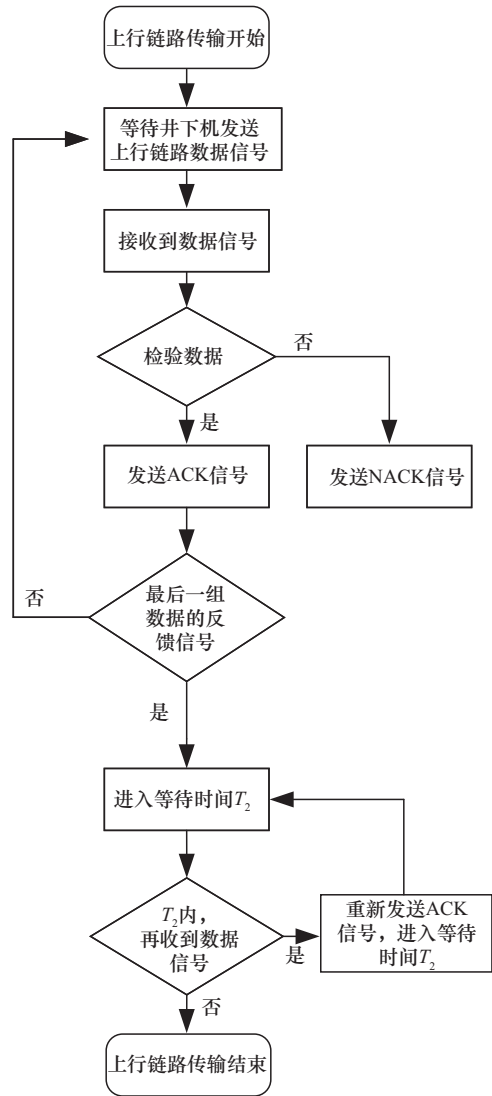 上行链路传输开始
等待井下机发送
上行链路数据信号
接收到数据信号
检验数据
否
是
发送ACK信号
发送NACK信号
最后一组
数据的反
馈信号
否
是
进入等待时间T₂
T₂内，
再收到数据
信号
是
重新发送ACK
信号，进入等待
时间T₂
否
上行链路传输结束